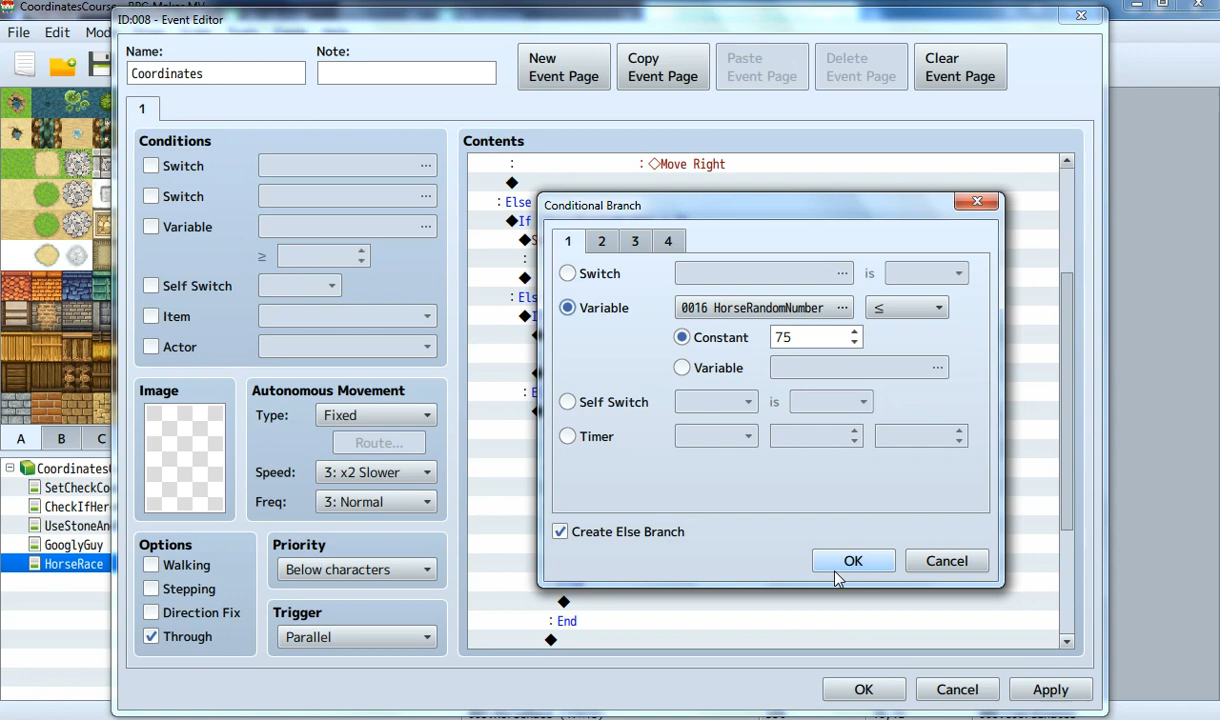 CoordinatesCourse - RPG Maker MV
ID:008 - Event Editor
File Edit Mod
Name:
Note:
Coordinates
New
Event Page
Copy
Event Page
Paste
Event Page
Delete
Event Page
Clear
Event Page
1
Conditions
Switch ...
Switch ...
Variable ...
≥
Self Switch
Item
Actor
Image
Autonomous Movement
Type: Fixed
Route...
Speed: 3: x2 Slower
Freq: 3: Normal
Options
Walking
Stepping
Direction Fix
Through
Priority
Below characters
Trigger
Parallel
Contents
: : ◇Move Right
◆
: Else
◆If
◆
:
◆
: Els
◆
◆
◆
◆
◆
: End
◆
Conditional Branch
1 2 3 4
Switch ... is
Variable 0016 HorseRandomNumber ... ≤
Constant 75
Variable ...
Self Switch is
Timer
Create Else Branch
OK Cancel
OK Cancel Apply
A B C
Coordinates
SetCheckCo
CheckIfHer
UseStoneAn
GooglyGuy
HorseRace